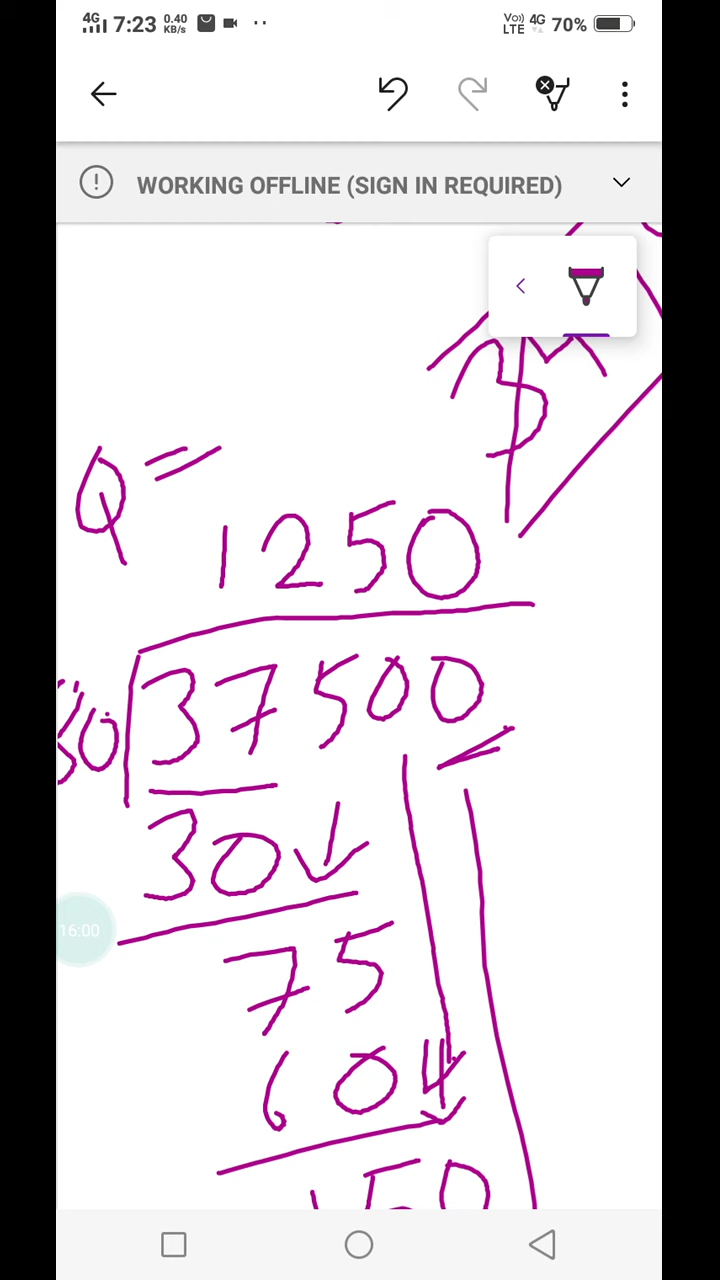 4G 7:23 0.40 KB/s Vo)) LTE 4G 70%
WORKING OFFLINE (SIGN IN REQUIRED)
Q =
1250
30 37500
30
75
60
150
16:00